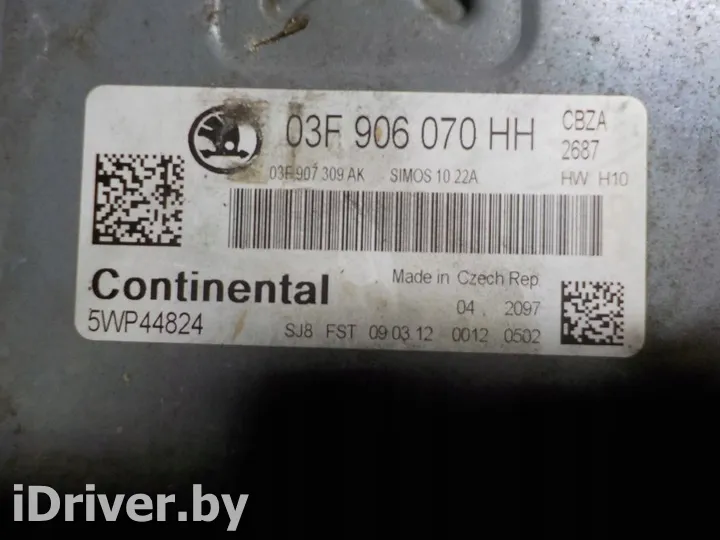 03F 906 070 HH
CBZA
2687
03F 907 309 AK SIMOS 10 22A HW H10
Continental
Made in Czech Rep.
5WP44824
04 2097
SJ8 FST 09 03 12 0012 0502
iDriver.by